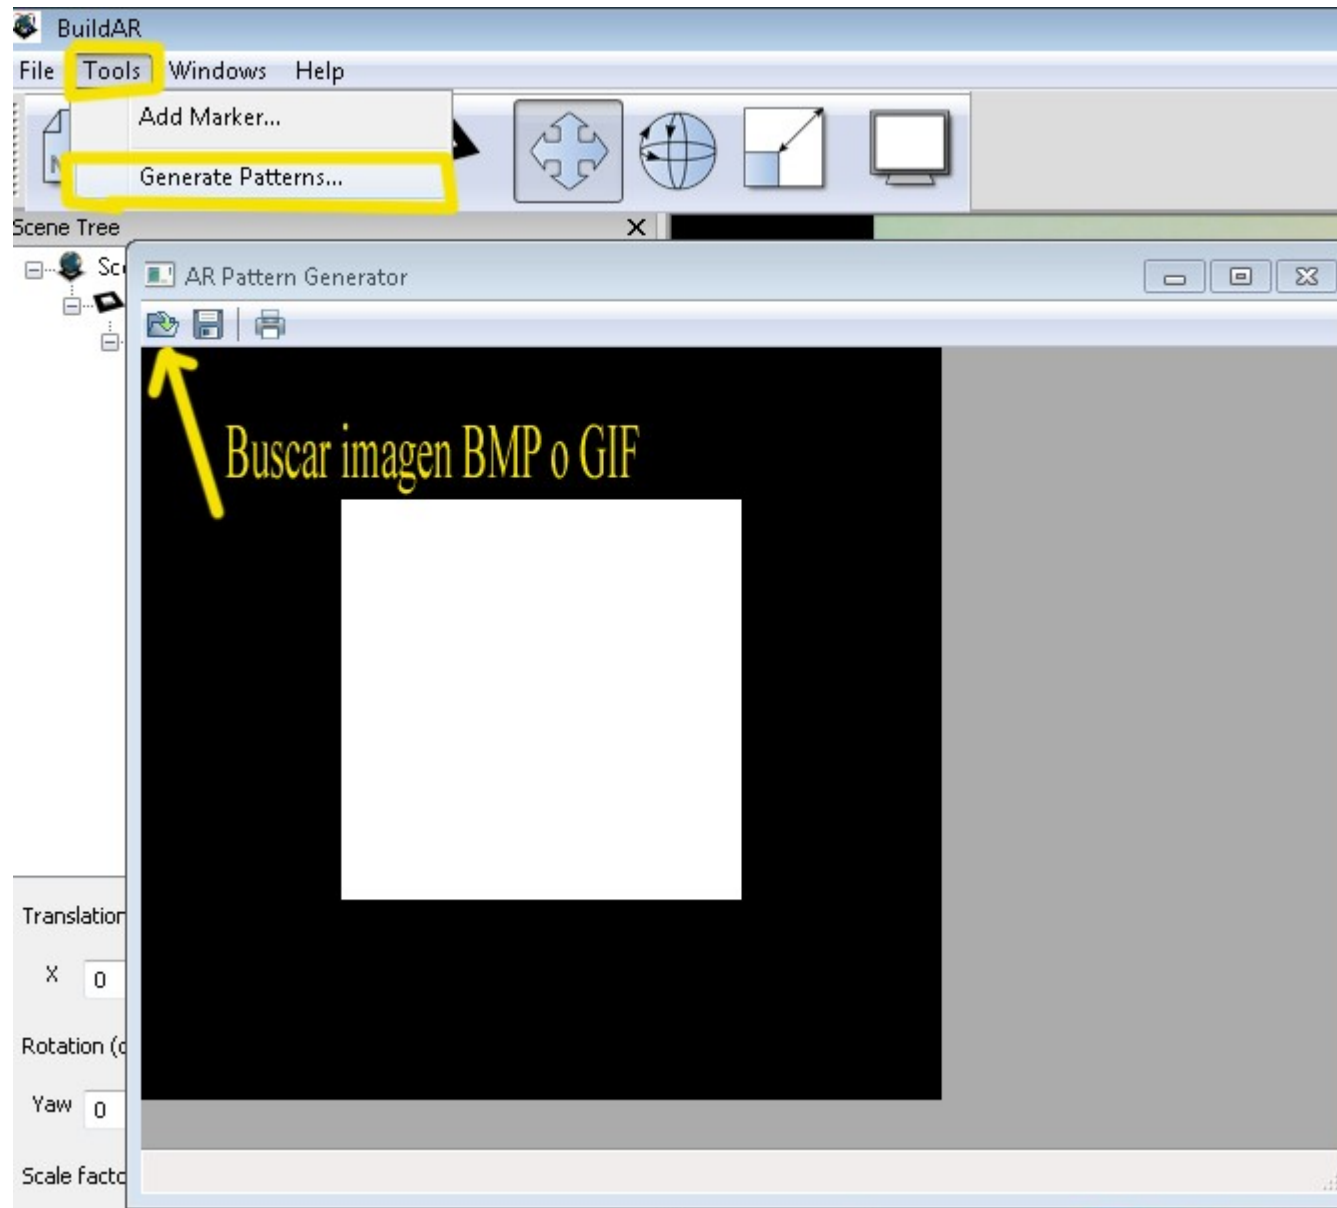 BuildAR
File Tools Windows Help
Add Marker...
Generate Patterns...
Scene Tree
AR Pattern Generator
Buscar imagen BMP o GIF
X 0
Rotation
Yaw 0
Scale